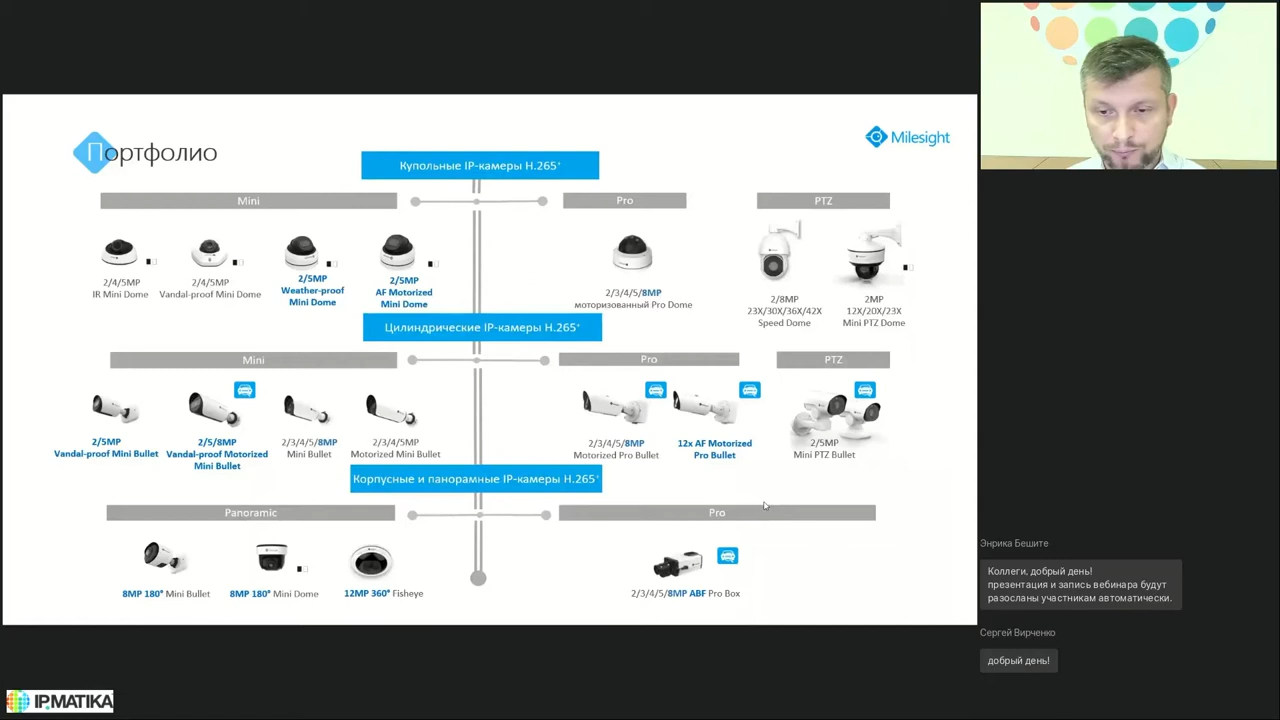 Портфолио
Milesight
Купольные IP-камеры H.265+
Mini
Pro
PTZ
2/4/5MP
IR Mini Dome
2/4/5MP
Vandal-proof Mini Dome
2/5MP
Weather-proof
Mini Dome
2/5MP
AF Motorized
Mini Dome
2/3/4/5/8MP
моторизованный Pro Dome
2/8MP
23X/30X/36X/42X
Speed Dome
2MP
12X/20X/23X
Mini PTZ Dome
Цилиндрические IP-камеры H.265+
Mini
Pro
PTZ
2/5MP
Vandal-proof Mini Bullet
2/5/8MP
Vandal-proof Motorized
Mini Bullet
2/3/4/5/8MP
Mini Bullet
2/3/4/5MP
Motorized Mini Bullet
2/3/4/5/8MP
Motorized Pro Bullet
12x AF Motorized
Pro Bullet
2/5MP
Mini PTZ Bullet
Корпусные и панорамные IP-камеры H.265+
Panoramic
Pro
8MP 180° Mini Bullet
8MP 180° Mini Dome
12MP 360° Fisheye
2/3/4/5/8MP ABF Pro Box
Энрика Бешите
Коллеги, добрый день!
презентация и запись вебинара будут
разосланы участникам автоматически.
Сергей Вирченко
добрый день!
IP.MATIKA